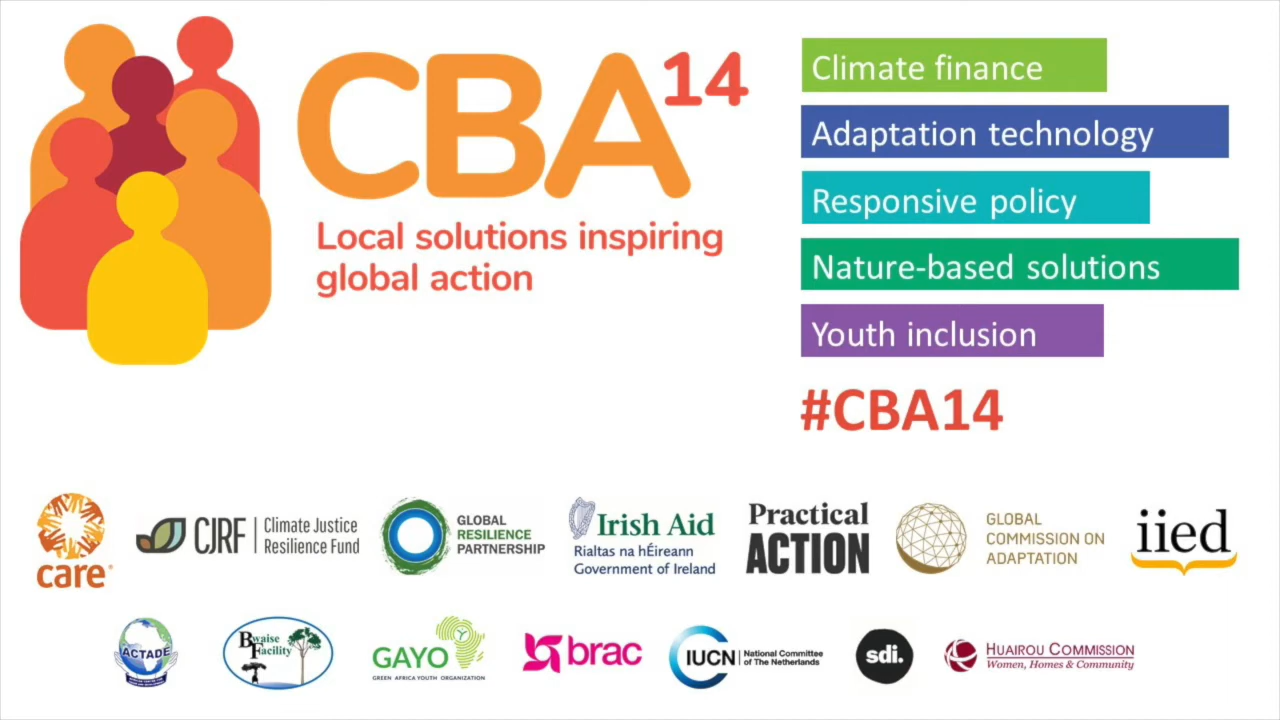 CBA14
Local solutions inspiring
global action
Climate finance
Adaptation technology
Responsive policy
Nature-based solutions
Youth inclusion
#CBA14
care
CJRF
Climate Justice
Resilience Fund
GLOBAL
RESILIENCE
PARTNERSHIP
Irish Aid
Rialtas na hÉireann
Government of Ireland
Practical
ACTION
GLOBAL
COMMISSION ON
ADAPTATION
iied
ACTADE
Bwaise
Facility
GAYO
GREEN AFRICA YOUTH ORGANIZATION
brac
IUCN
National Committee
of The Netherlands
sdi.
HUAIROU COMMISSION
Women, Homes & Community